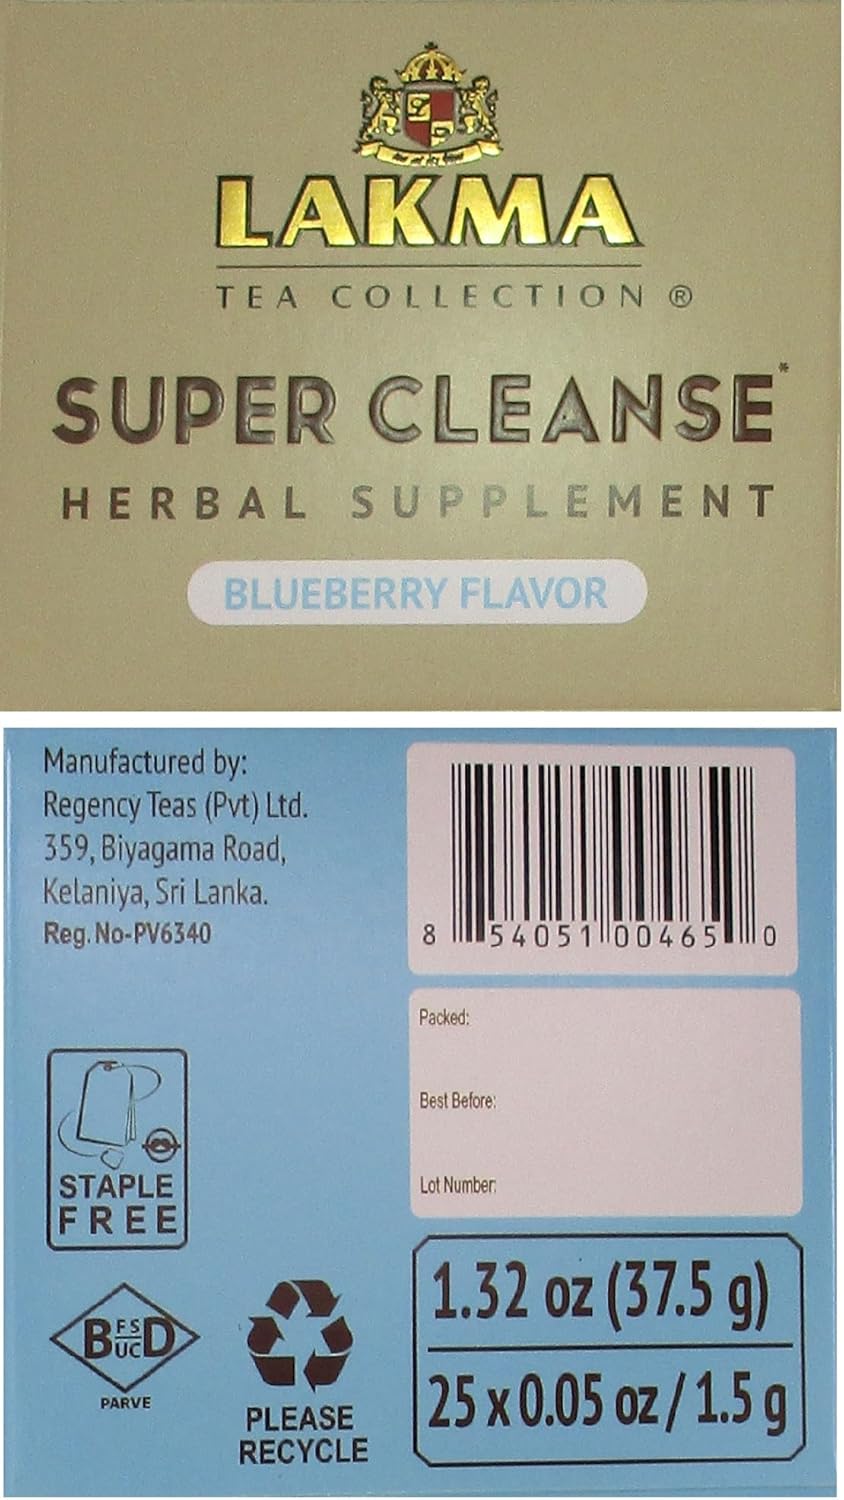 LAKMA
TEA COLLECTION ®
SUPER CLEANSE*
HERBAL SUPPLEMENT
BLUEBERRY FLAVOR
Manufactured by:
Regency Teas (Pvt) Ltd.
359, Biyagama Road,
Kelaniya, Sri Lanka.
Reg. No-PV6340
8 54051 00465 0
Packed:
Best Before:
Lot Number:
STAPLE
FREE
B FS UC D
PARVE
PLEASE
RECYCLE
1.32 oz (37.5 g)
25 x 0.05 oz / 1.5 g